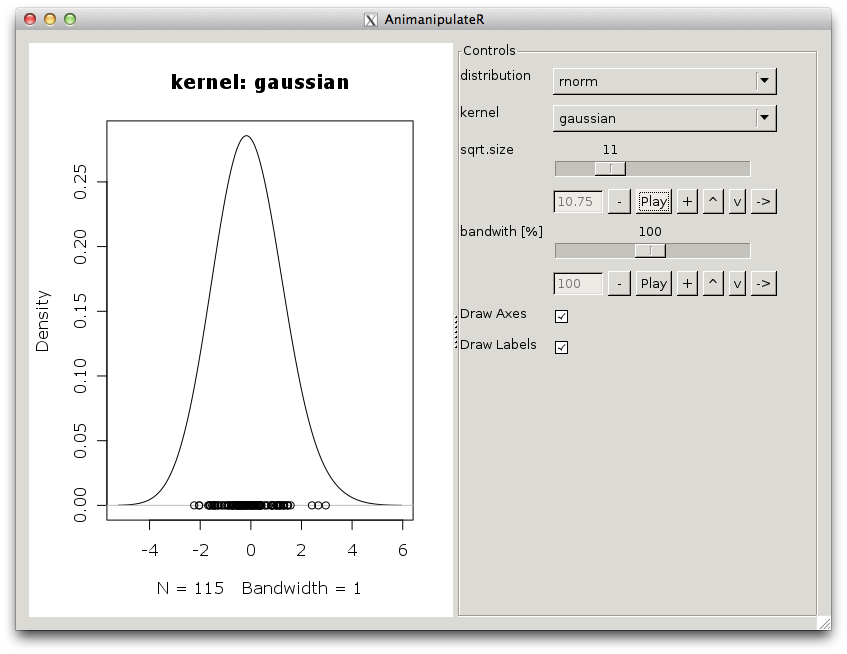 AnimanipulateR
kernel: gaussian
Density
0.00 0.05 0.10 0.15 0.20 0.25
-4 -2 0 2 4 6
N = 115 Bandwidth = 1
Controls
distribution rnorm
kernel gaussian
sqrt.size 11
10.75 - Play + ^ v ->
bandwith [%] 100
100 - Play + ^ v ->
Draw Axes
Draw Labels